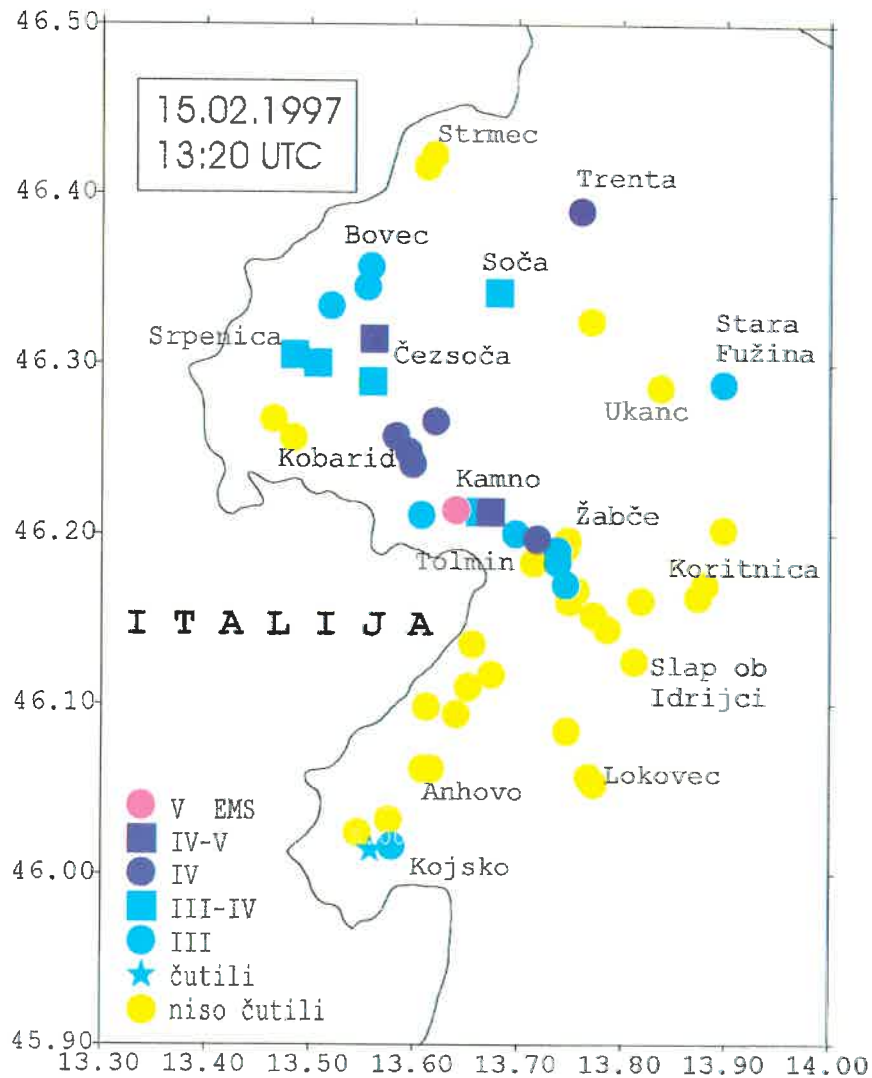 46.50
15.02.1997
13:20 UTC
Strmec
46.40
Trenta
Bovec
Soča
Srpenica
Čezsoča
Stara
Fužina
46.30
Ukanc
Kobarid
Kamno
Žabče
46.20
Tolmin
Koritnica
ITALIJA
Slap ob
Idrijci
46.10
Lokovec
Anhovo
V EMS
IV-V
IV
46.00
Kojsko
III-IV
III
čutili
niso čutili
45.90
13.30 13.40 13.50 13.60 13.70 13.80 13.90 14.00